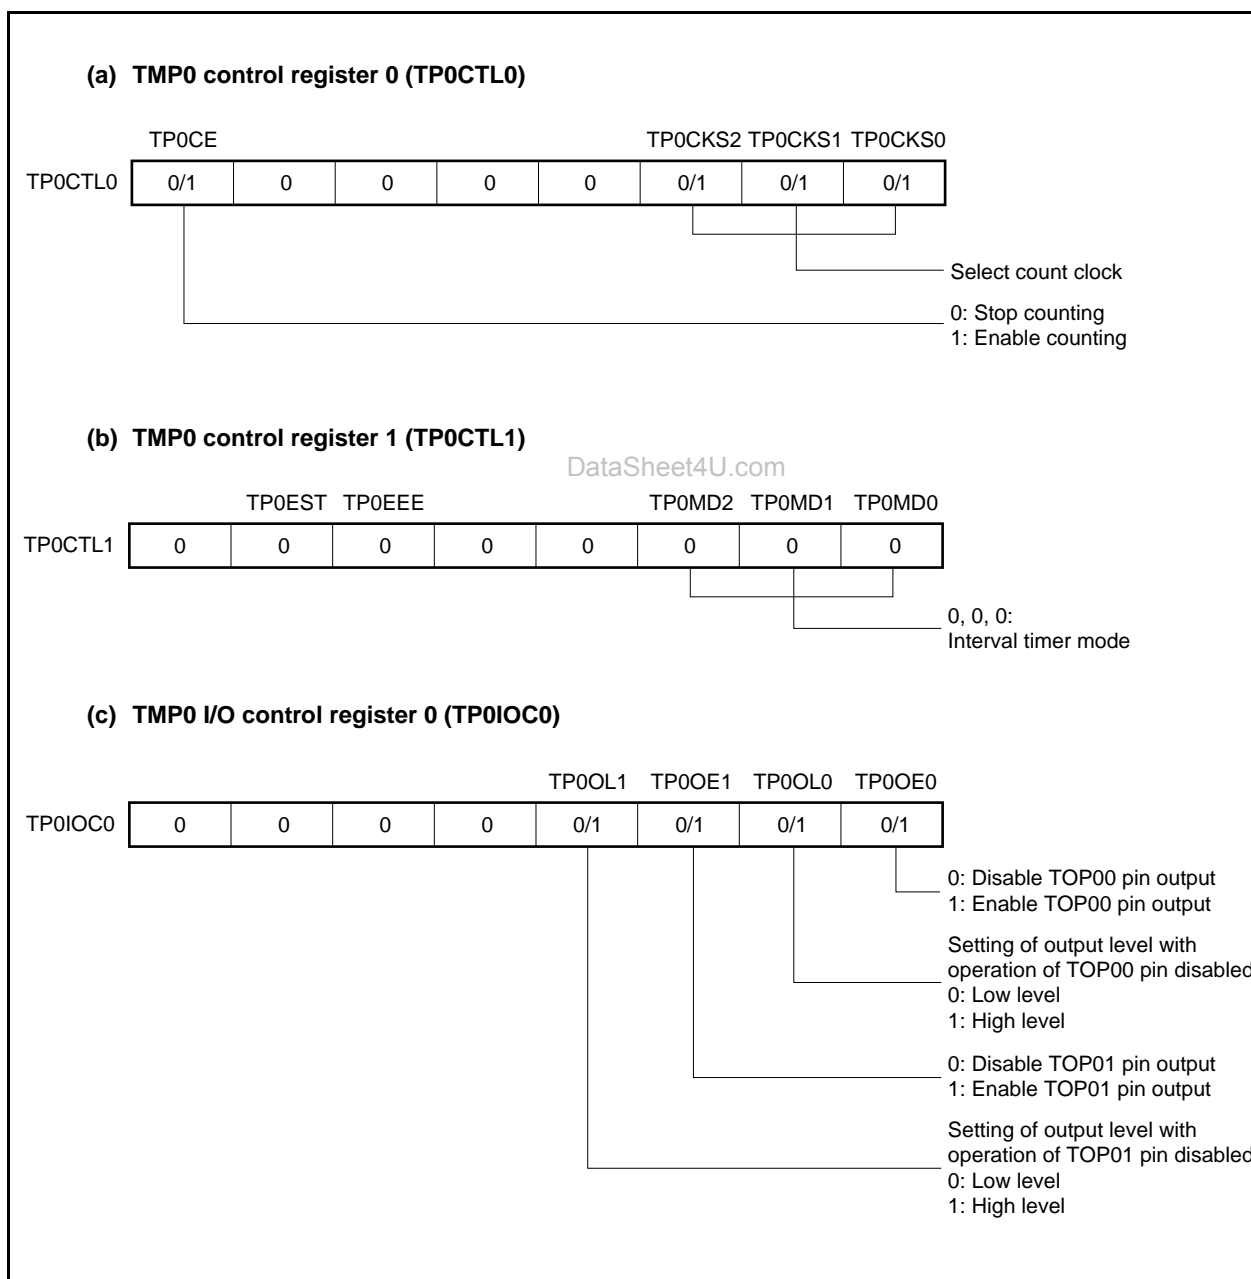 (a) TMP0 control register 0 (TP0CTL0)
TP0CE TP0CKS2 TP0CKS1 TP0CKS0
TP0CTL0 0/1 0 0 0 0 0/1 0/1 0/1
Select count clock
0: Stop counting
1: Enable counting
(b) TMP0 control register 1 (TP0CTL1)
DataSheet4U.com
TP0EST TP0EEE TP0MD2 TP0MD1 TP0MD0
TP0CTL1 0 0 0 0 0 0 0 0
0, 0, 0:
Interval timer mode
(c) TMP0 I/O control register 0 (TP0IOC0)
TP0OL1 TP0OE1 TP0OL0 TP0OE0
TP0IOC0 0 0 0 0 0/1 0/1 0/1 0/1
0: Disable TOP00 pin output
1: Enable TOP00 pin output
Setting of output level with
operation of TOP00 pin disabled
0: Low level
1: High level
0: Disable TOP01 pin output
1: Enable TOP01 pin output
Setting of output level with
operation of TOP01 pin disabled
0: Low level
1: High level